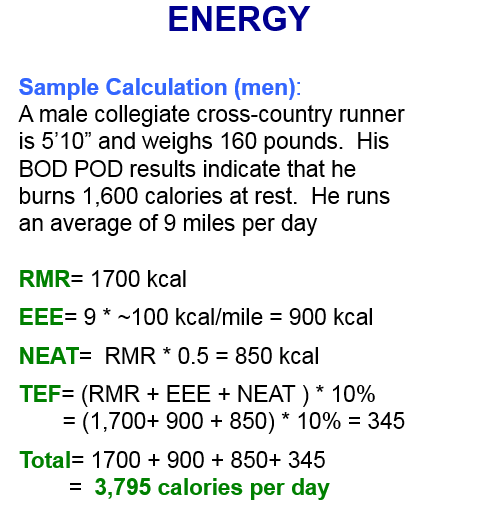 ENERGY
Sample Calculation (men):
A male collegiate cross-country runner
is 5’10” and weighs 160 pounds.  His
BOD POD results indicate that he
burns 1,600 calories at rest.  He runs
an average of 9 miles per day
RMR= 1700 kcal
EEE= 9 * ~100 kcal/mile = 900 kcal
NEAT=  RMR * 0.5 = 850 kcal
TEF= (RMR + EEE + NEAT ) * 10%
= (1,700+ 900 + 850) * 10% = 345
Total= 1700 + 900 + 850+ 345
=  3,795 calories per day